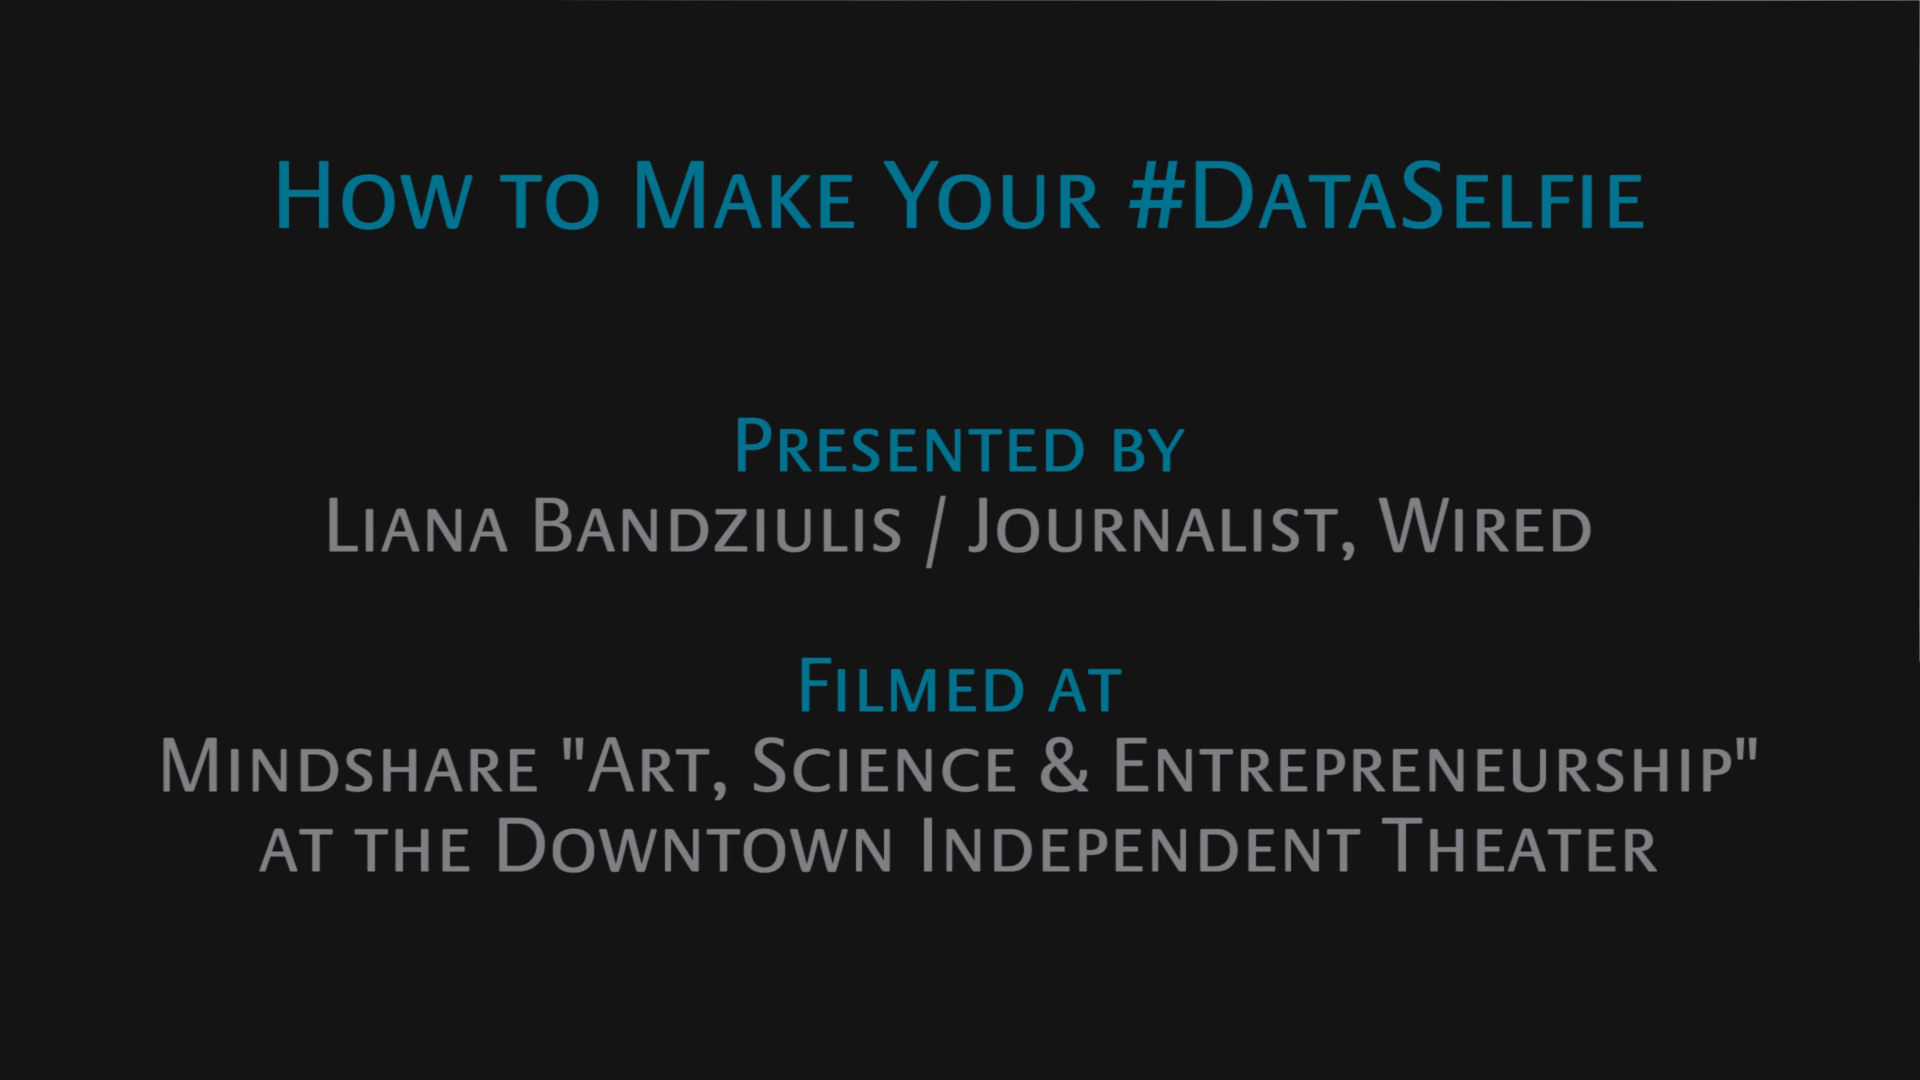 How to Make Your #DataSelfie
Presented by
Liana Bandziulis / Journalist, Wired
Filmed at
Mindshare "Art, Science & Entrepreneurship"
at the Downtown Independent Theater